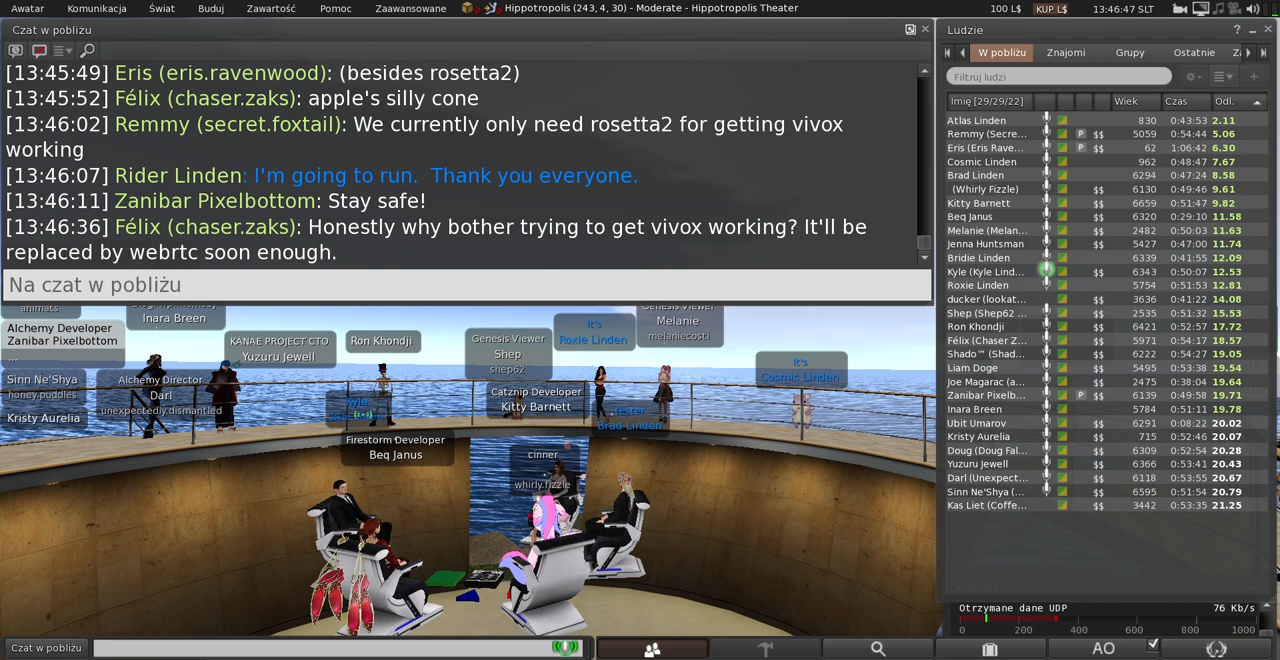 Awatar Komunikacja Świat Buduj Zawartość Pomoc Zaawansowane Hippotropolis (243, 4, 30) - Moderate - Hippotropolis Theater 100 L$ KUP L$ 13:46:47 SLT
Czat w pobliżu
[13:45:49] Eris (eris.ravenwood): (besides rosetta2)
[13:45:52] Félix (chaser.zaks): apple's silly cone
[13:46:02] Remmy (secret.foxtail): We currently only need rosetta2 for getting vivox
working
[13:46:07] Rider Linden: I'm going to run.  Thank you everyone.
[13:46:11] Zanibar Pixelbottom: Stay safe!
[13:46:36] Félix (chaser.zaks): Honestly why bother trying to get vivox working? It'll be
replaced by webrtc soon enough.
Na czat w pobliżu
animats
Inara Breen
Alchemy Developer
Zanibar Pixelbottom
...
KANAE PROJECT CTO
Yuzuru Jewell
Ron Khondji
Genesis Viewer
Shep
shep62
It's
Roxie Linden
Genesis Viewer
Melanie
melaniecosti
It's
Cosmic Linden
Sinn Ne'Shya
honey.puddles
Alchemy Director
Darl
unexpectedly.dismantled
Kristy Aurelia
Kyle
Catznip Developer
Kitty Barnett
tester
Brad Linden
Firestorm Developer
Beq Janus
cinner
whirly.fizzle
Ludzie
W pobliżu Znajomi Grupy Ostatnie
Filtruj ludzi
Imię [29/29/22] Wiek Czas Odl.
Atlas Linden 830 0:43:53 2.11
Remmy (Secre... P $$ 5059 0:54:44 5.06
Eris (Eris Rave... P $$ 62 1:06:42 6.30
Cosmic Linden 962 0:48:47 7.67
Brad Linden 6294 0:47:24 8.58
(Whirly Fizzle) $$ 6130 0:49:46 9.61
Kitty Barnett $$ 6659 0:51:47 9.82
Beq Janus $$ 6320 0:29:10 11.58
Melanie (Melan... $$ 2482 0:50:03 11.63
Jenna Huntsman $$ 5427 0:47:00 11.74
Bridie Linden 6339 0:41:55 12.09
Kyle (Kyle Lind... $$ 6343 0:50:07 12.53
Roxie Linden 5754 0:51:53 12.81
ducker (lookat... $$ 3636 0:41:22 14.08
Shep (Shep62 ... $$ 2535 0:51:32 15.53
Ron Khondji $$ 6421 0:52:57 17.72
Félix (Chaser Z... $$ 5971 0:54:17 18.57
Shado™ (Shad... $$ 6222 0:54:27 19.05
Liam Doge $$ 5495 0:53:38 19.54
Joe Magarac (a... $$ 2475 0:38:04 19.64
Zanibar Pixelb... P $$ 6139 0:49:58 19.71
Inara Breen $$ 5784 0:51:11 19.78
Ubit Umarov $$ 6291 0:08:22 20.02
Kristy Aurelia $$ 715 0:52:46 20.07
Doug (Doug Fal... $$ 6309 0:52:54 20.28
Yuzuru Jewell $$ 6366 0:53:41 20.43
Darl (Unexpect... $$ 6118 0:53:55 20.67
Sinn Ne'Shya (... $$ 6595 0:51:54 20.79
Kas Liet (Coffe... $$ 3442 0:53:35 21.25
Otrzymane dane UDP 76 Kb/s
0 200 400 600 800 1000
Czat w pobliżu AO